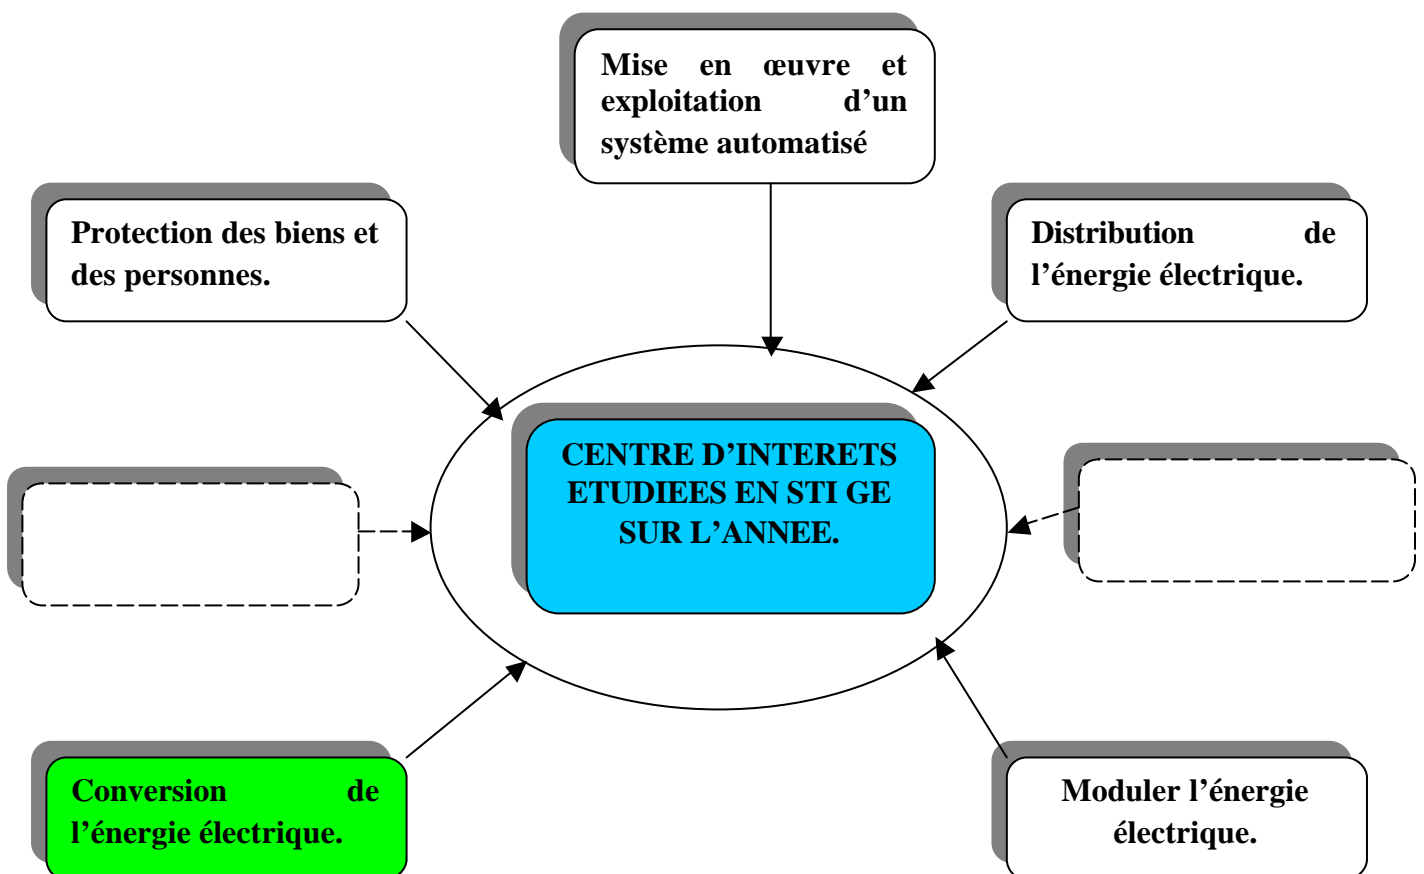 Mise en œuvre et
exploitation d’un
système automatisé
Protection des biens et
des personnes.
Distribution de
l’énergie électrique.
CENTRE D’INTERETS
ETUDIEES EN STI GE
SUR L’ANNEE.
Conversion de
l’énergie électrique.
Moduler l’énergie
électrique.